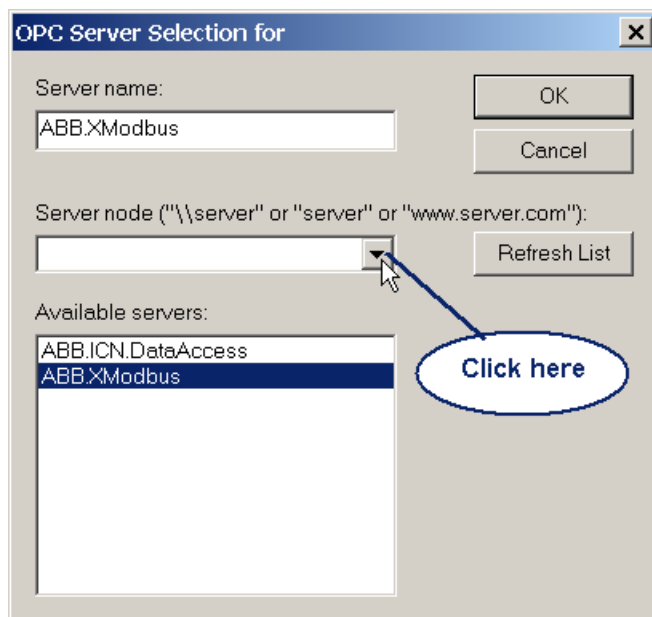 OPC Server Selection for
Server name:
OK
ABB.XModbus
Cancel
Server node ("\\server" or "server" or "www.server.com"):
Refresh List
Available servers:
ABB.ICN.DataAccess
ABB.XModbus
Click here